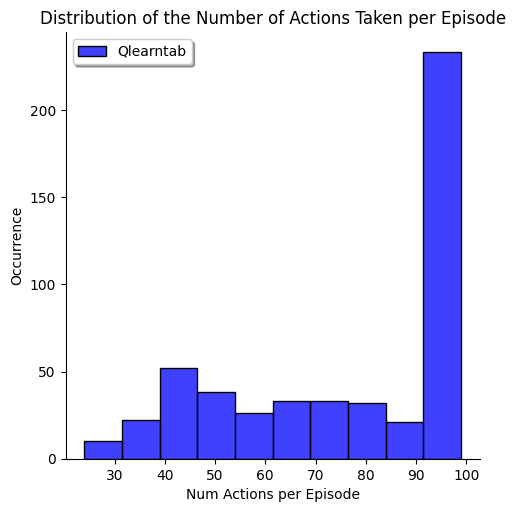 Distribution of the Number of Actions Taken per Episode
Qlearntab
Occurrence
200
150
100
50
0
30 40 50 60 70 80 90 100
Num Actions per Episode